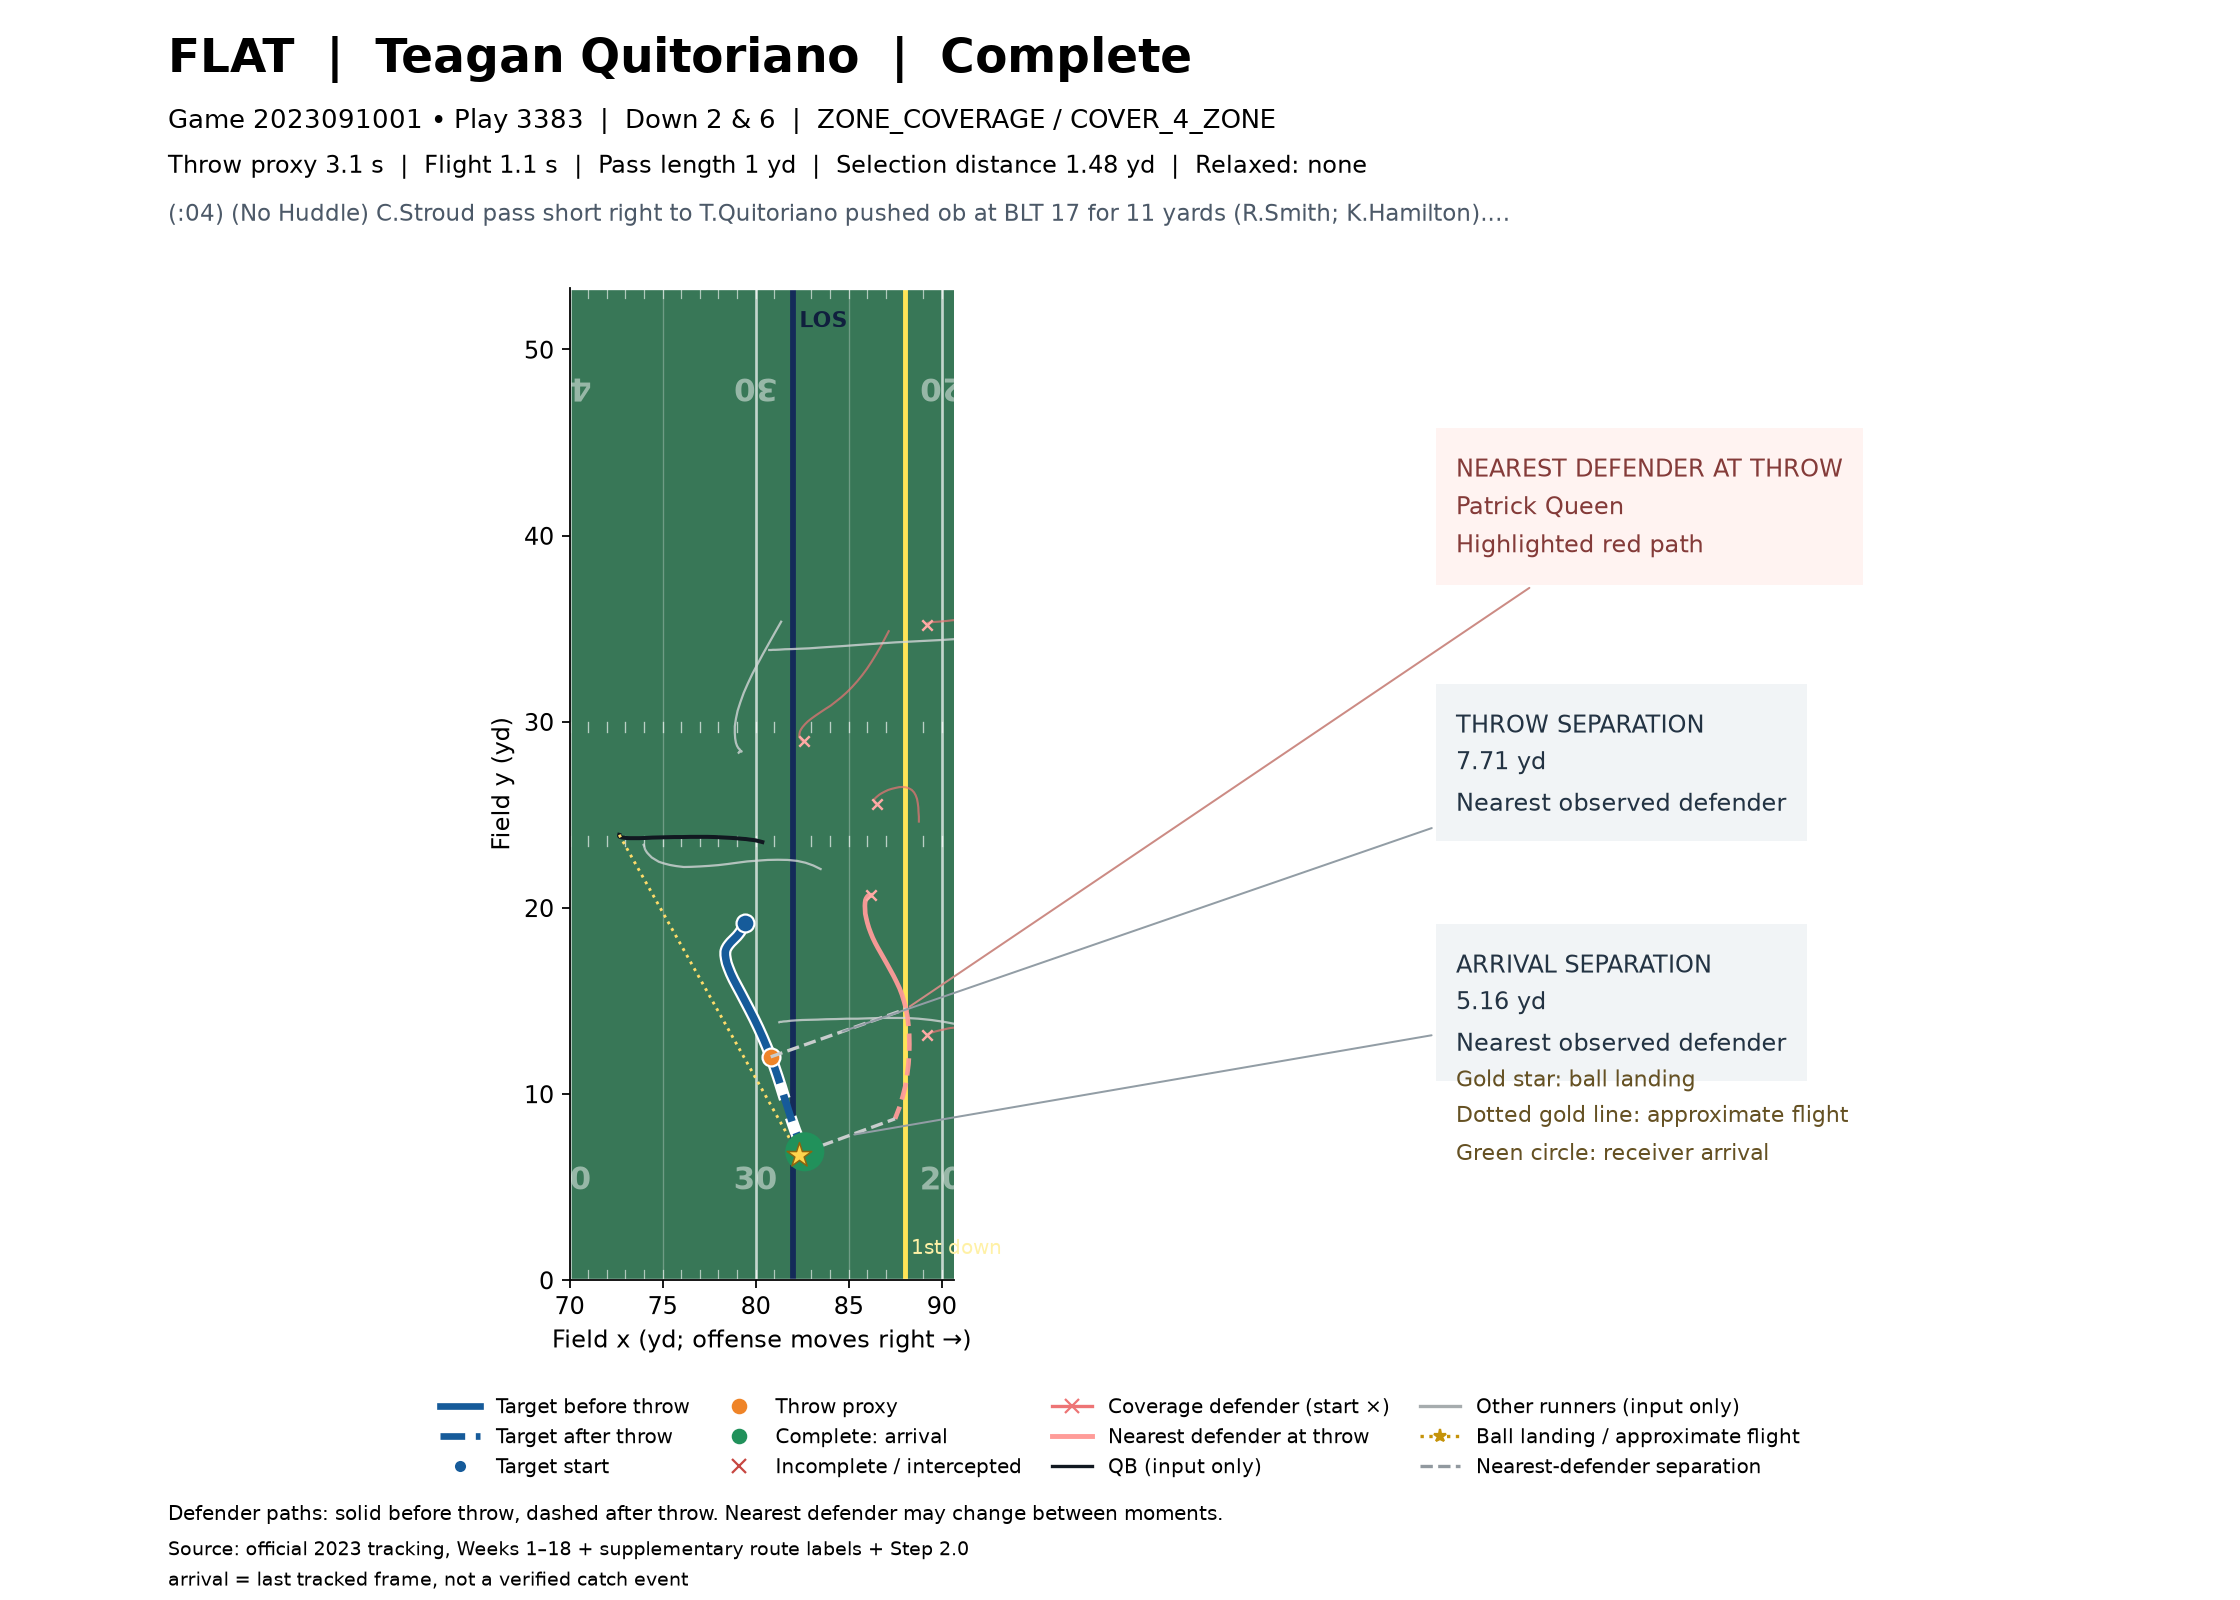 FLAT | Teagan Quitoriano | Complete
Game 2023091001 • Play 3383 | Down 2 & 6 | ZONE_COVERAGE / COVER_4_ZONE
Throw proxy 3.1 s | Flight 1.1 s | Pass length 1 yd | Selection distance 1.48 yd | Relaxed: none
(:04) (No Huddle) C.Stroud pass short right to T.Quitoriano pushed ob at BLT 17 for 11 yards (R.Smith; K.Hamilton)....
LOS
4 30 20
50
40
30
20
10
0
Field y (yd)
0 30 20
1st down
70 75 80 85 90
Field x (yd; offense moves right →)
NEAREST DEFENDER AT THROW
Patrick Queen
Highlighted red path
THROW SEPARATION
7.71 yd
Nearest observed defender
ARRIVAL SEPARATION
5.16 yd
Nearest observed defender
Gold star: ball landing
Dotted gold line: approximate flight
Green circle: receiver arrival
Target before throw
Target after throw
Target start
Throw proxy
Complete: arrival
Incomplete / intercepted
Coverage defender (start ×)
Nearest defender at throw
QB (input only)
Other runners (input only)
Ball landing / approximate flight
Nearest-defender separation
Defender paths: solid before throw, dashed after throw. Nearest defender may change between moments.
Source: official 2023 tracking, Weeks 1–18 + supplementary route labels + Step 2.0
arrival = last tracked frame, not a verified catch event